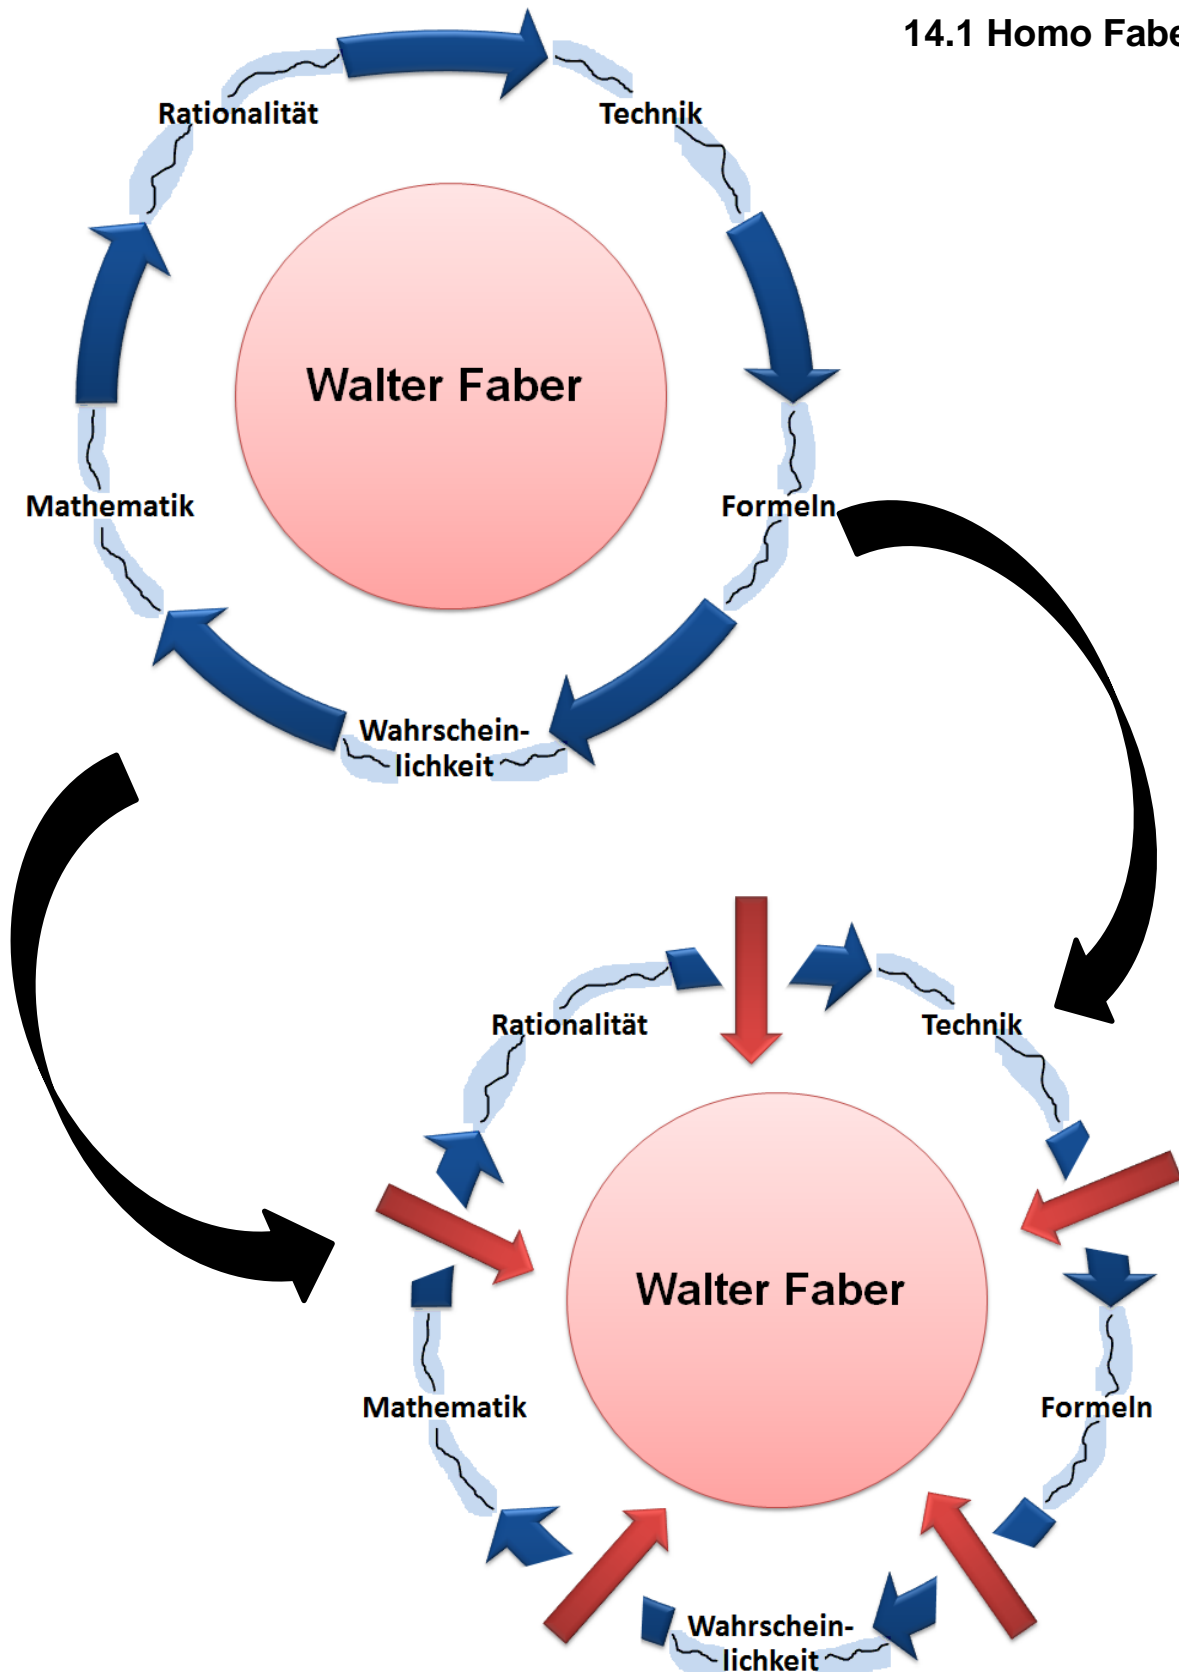 14.1 Homo Fabe
Rationalität
Technik
Walter Faber
Mathematik
Formeln
Wahrschein-
lichkeit
Rationalität
Technik
Walter Faber
Mathematik
Formeln
Wahrschein-
lichkeit